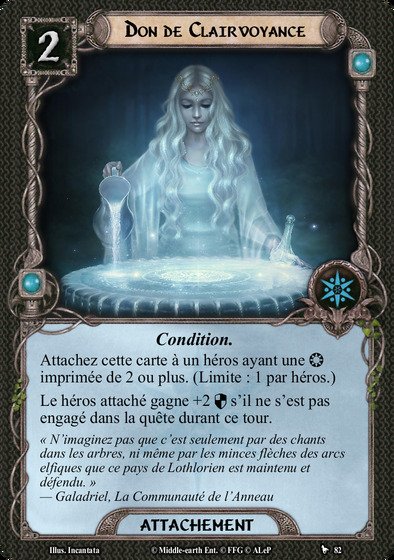 2
DON DE CLAIRVOYANCE
Condition.
Attachez cette carte à un héros ayant une
imprimée de 2 ou plus. (Limite : 1 par héros.)
Le héros attaché gagne +2 s’il ne s’est pas
engagé dans la quête durant ce tour.
« N’imaginez pas que c’est seulement par des chants
dans les arbres, ni même par les minces flèches des arcs
elfiques que ce pays de Lothlorien est maintenu et
défendu. »
— Galadriel, La Communauté de l’Anneau
ATTACHEMENT
Illus. Incantata © Middle-earth Ent. © FFG © ALeP 82